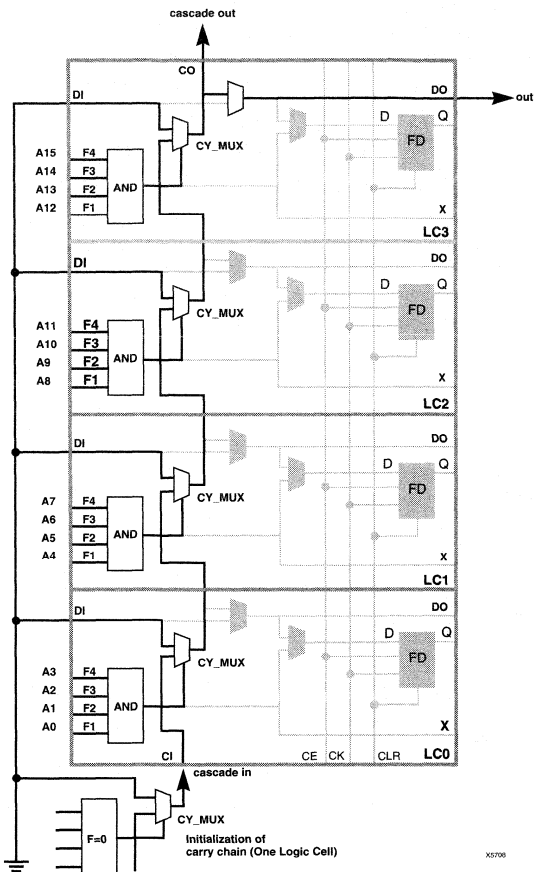 cascade out
CO
DI
DO
out
D
Q
FD
CY_MUX
A15 F4
A14 F3
A13 F2
A12 F1
AND
X
LC3
DI
DO
D
Q
FD
CY_MUX
A11 F4
A10 F3
A9 F2
A8 F1
AND
X
LC2
DI
DO
D
Q
FD
CY_MUX
A7 F4
A6 F3
A5 F2
A4 F1
AND
X
LC1
DI
DO
D
Q
FD
CY_MUX
A3 F4
A2 F3
A1 F2
A0 F1
AND
X
CI
CE CK CLR LC0
cascade in
CY_MUX
F=0
Initialization of
carry chain (One Logic Cell)
X5708